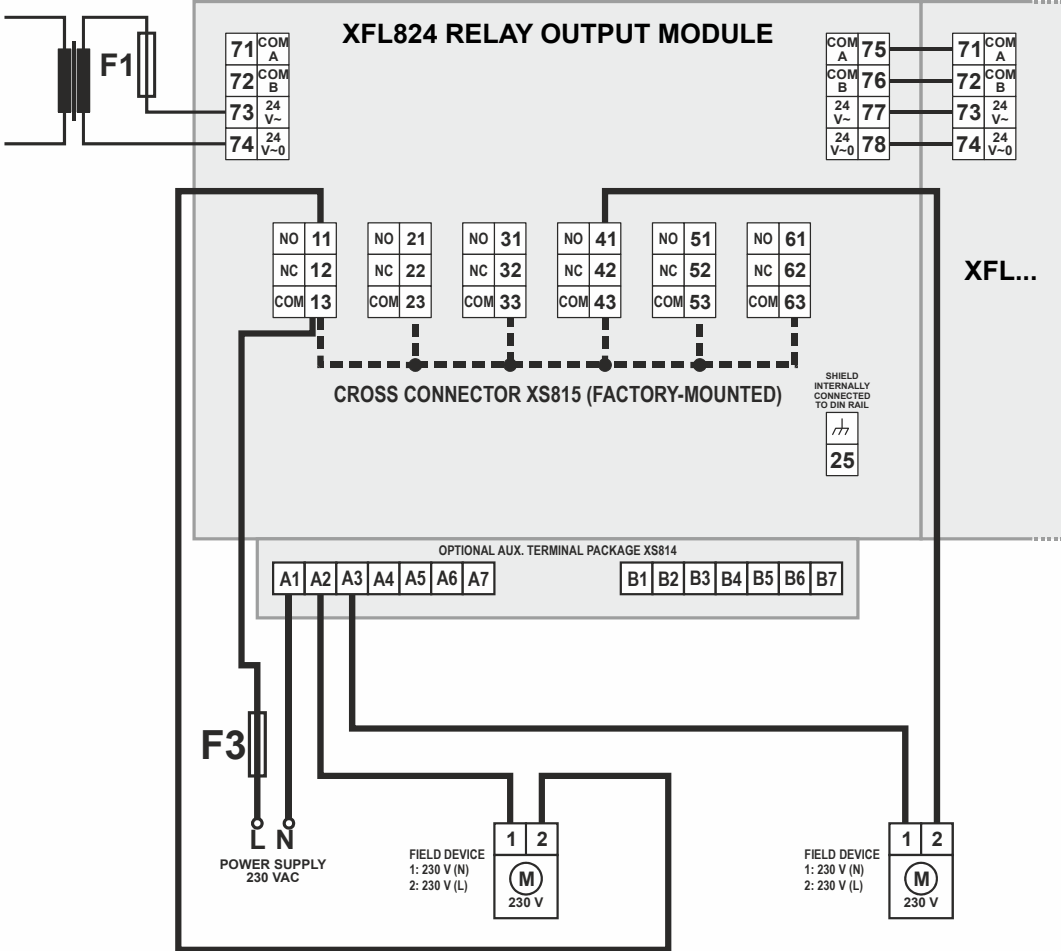 XFL824 RELAY OUTPUT MODULE
F1
71 COM A
72 COM B
73 24 V~
74 24 V~0
COM A 75
COM B 76
24 V~ 77
24 V~0 78
71 COM A
72 COM B
73 24 V~
74 24 V~0
XFL...
NO 11 NO 21 NO 31 NO 41 NO 51 NO 61
NC 12 NC 22 NC 32 NC 42 NC 52 NC 62
COM 13 COM 23 COM 33 COM 43 COM 53 COM 63
CROSS CONNECTOR XS815 (FACTORY-MOUNTED)
SHIELD
INTERNALLY
CONNECTED
TO DIN RAIL
25
OPTIONAL AUX. TERMINAL PACKAGE XS814
A1 A2 A3 A4 A5 A6 A7 B1 B2 B3 B4 B5 B6 B7
F3
L N
POWER SUPPLY
230 VAC
FIELD DEVICE
1: 230 V (N)
2: 230 V (L)
1 2
M
230 V
FIELD DEVICE
1: 230 V (N)
2: 230 V (L)
1 2
M
230 V